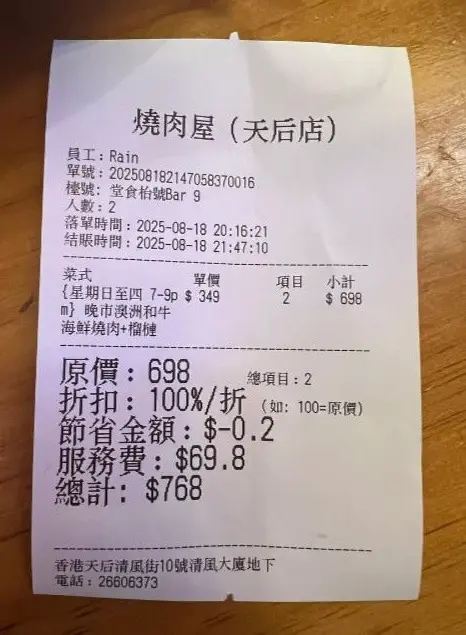 燒肉屋（天后店）
員工：Rain
單號：202508182147058370016
檯號：堂食枱號Bar 9
人數：2
落單時間：2025-08-18 20:16:21
結賬時間：2025-08-18 21:47:10
菜式 單價 項目 小計
{星期日至四 7-9p $ 349 2 $ 698
m} 晚市澳洲和牛
海鮮燒肉+榴槤
原價：698 總項目：2
折扣：100%/折 (如: 100=原價)
節省金額：$-0.2
服務費：$69.8
總計：$768
香港天后清風街10號清風大廈地下
電話：26606373